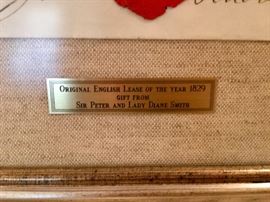 Original English Lease of the year 1829
gift from
Sir Peter and Lady Diane Smith